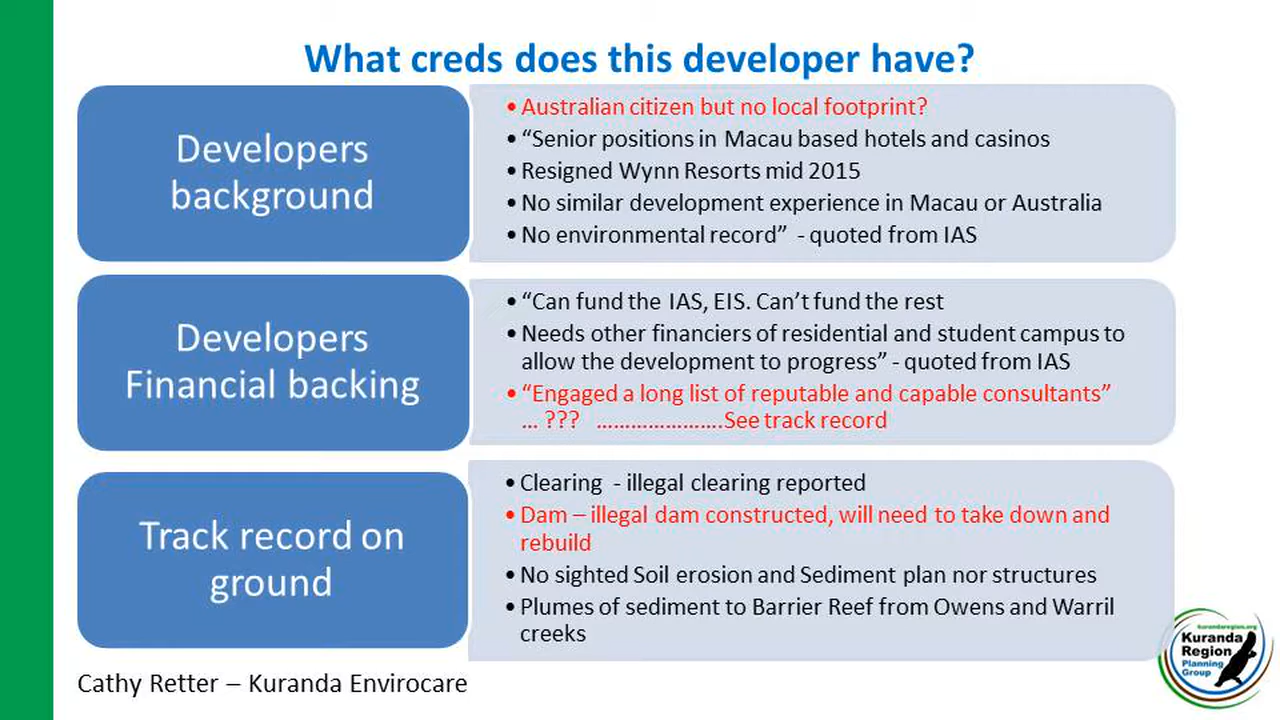 What creds does this developer have?
Developers
background
• Australian citizen but no local footprint?
• “Senior positions in Macau based hotels and casinos
• Resigned Wynn Resorts mid 2015
• No similar development experience in Macau or Australia
• No environmental record” - quoted from IAS
Developers
Financial backing
• “Can fund the IAS, EIS. Can’t fund the rest
• Needs other financiers of residential and student campus to
allow the development to progress” - quoted from IAS
• “Engaged a long list of reputable and capable consultants”
… ??? ………………….See track record
Track record on
ground
• Clearing - illegal clearing reported
• Dam – illegal dam constructed, will need to take down and
rebuild
• No sighted Soil erosion and Sediment plan nor structures
• Plumes of sediment to Barrier Reef from Owens and Warril
creeks
Cathy Retter – Kuranda Envirocare
kurandaregion.org
Kuranda
Region
Planning
Group